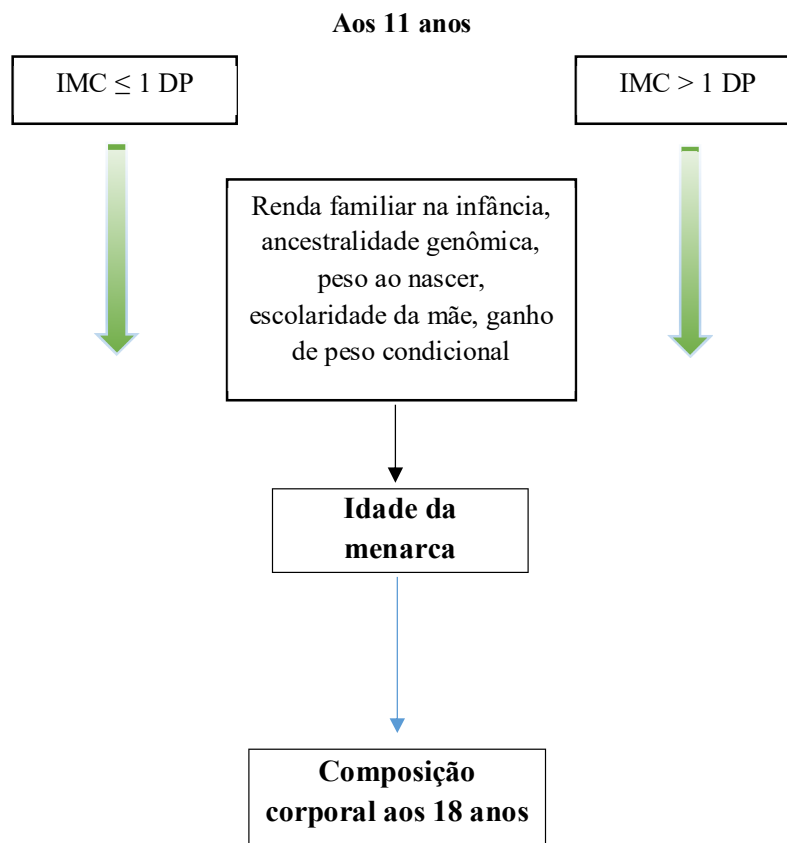 Aos 11 anos
IMC ≤ 1 DP
IMC > 1 DP
Renda familiar na infância,
ancestralidade genômica,
peso ao nascer,
escolaridade da mãe, ganho
de peso condicional
Idade da
menarca
Composição
corporal aos 18 anos